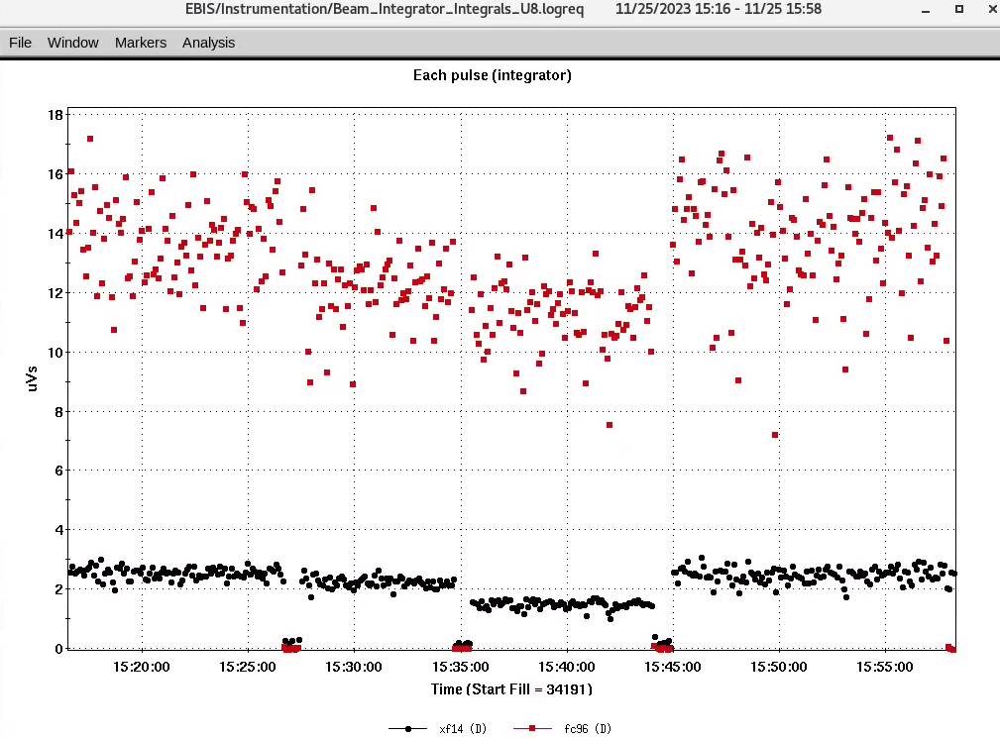 EBIS/Instrumentation/Beam_Integrator_Integrals_U8.logreq 11/25/2023 15:16 - 11/25 15:58
File Window Markers Analysis
Each pulse (integrator)
18
16
14
12
10
8
6
4
2
0
uVs
15:20:00 15:25:00 15:30:00 15:35:00 15:40:00 15:45:00 15:50:00 15:55:00
Time (Start Fill = 34191)
xf14 (D) fc96 (D)